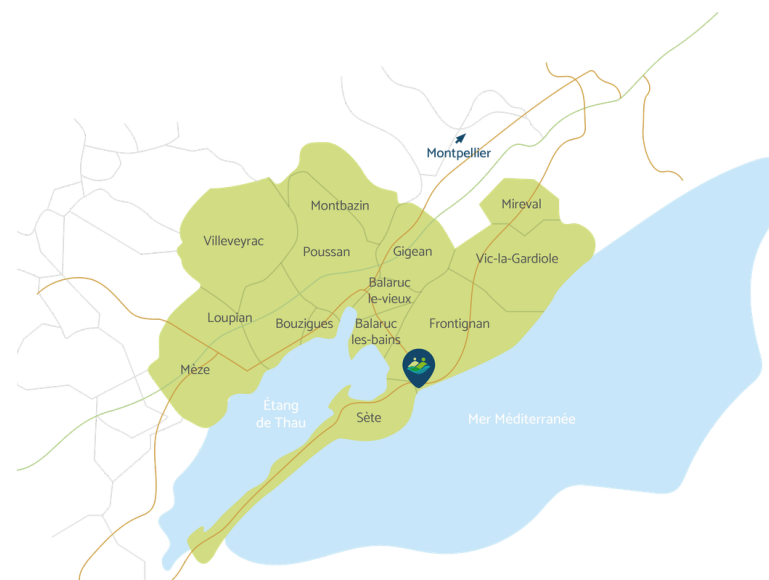 Montpellier
Mireval
Montbazin
Villeveyrac
Poussan
Gigean
Vic-la-Gardiole
Balaruc
le-vieux
Loupian
Bouzigues
Balaruc
les-bains
Frontignan
Mèze
Étang
de Thau
Sète
Mer Méditerranée